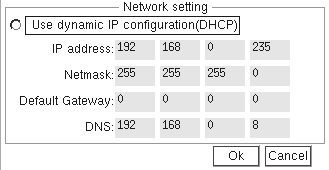 Network setting
Use dynamic IP configuration(DHCP)
IP address: 192 168 0 235
Netmask: 255 255 255 0
Default Gateway: 0 0 0 0
DNS: 192 168 0 8
Ok Cancel